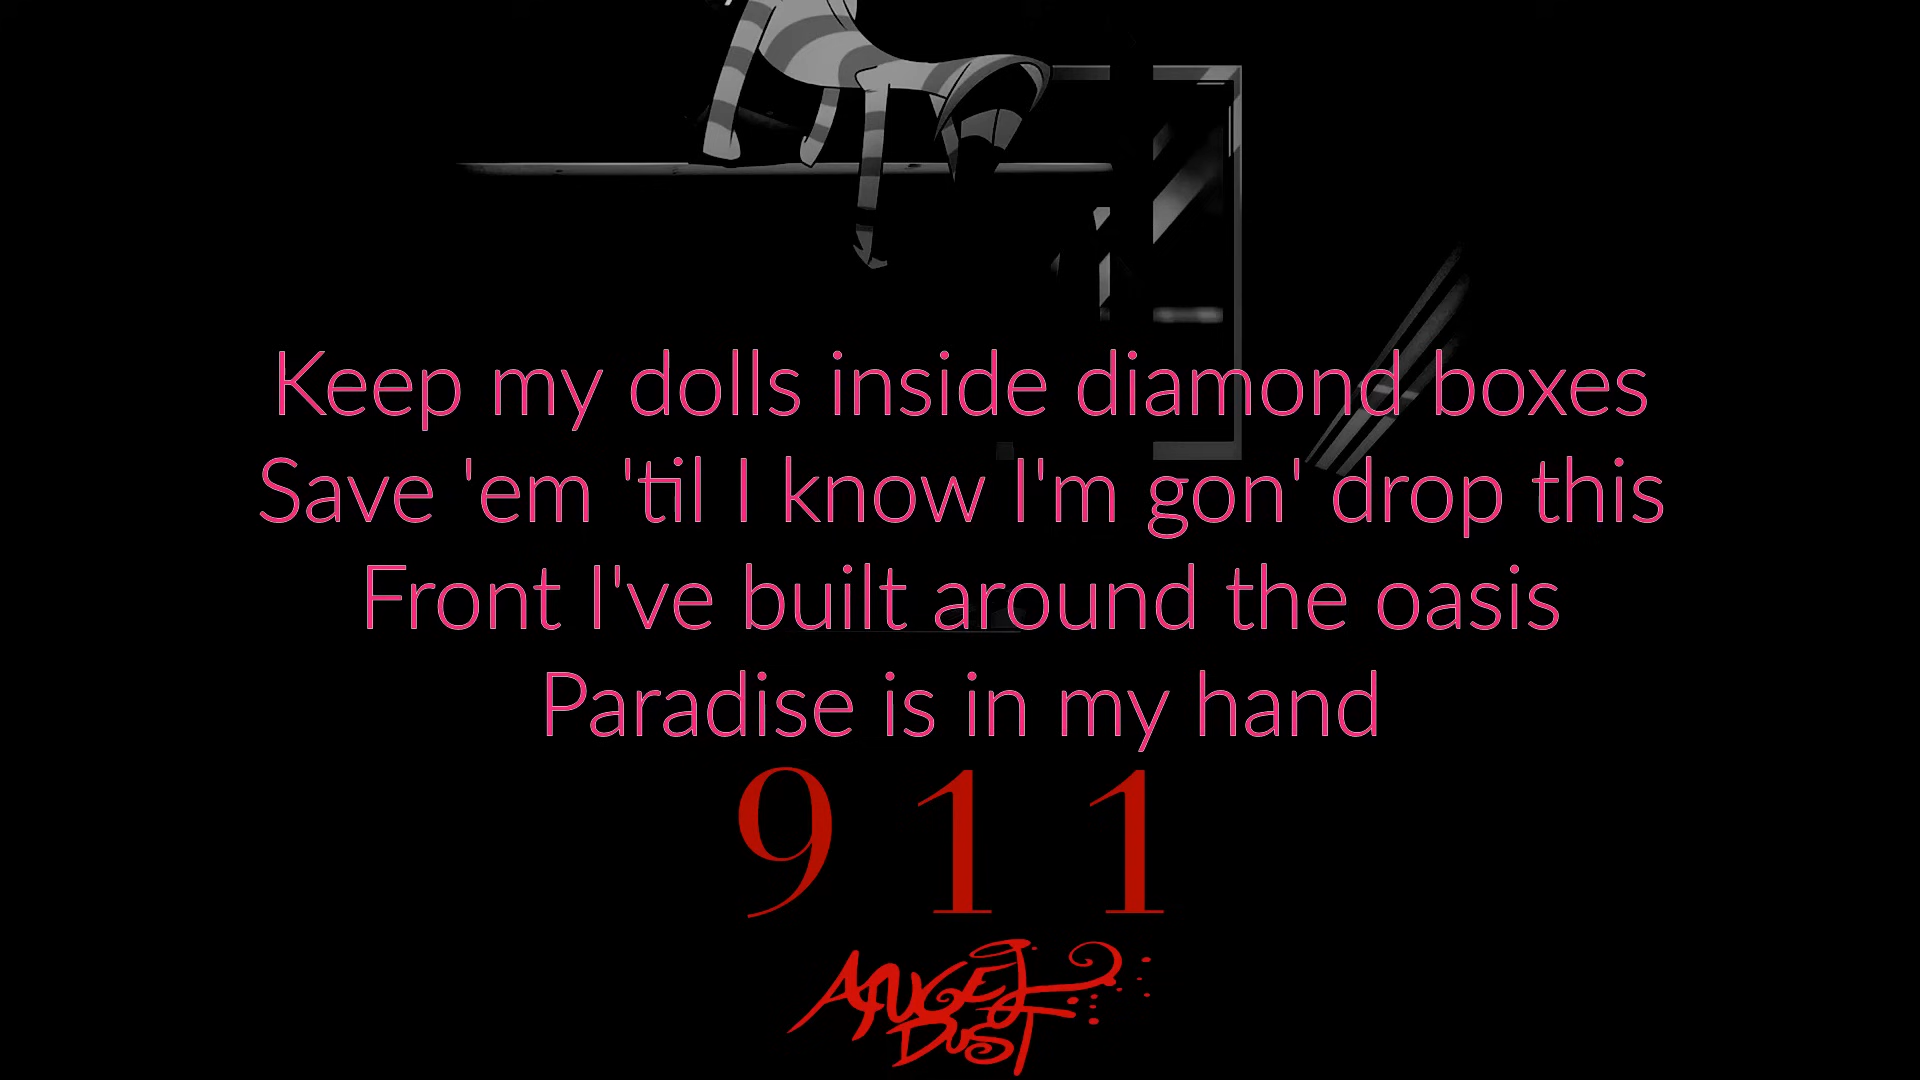 Keep my dolls inside diamond boxes
Save 'em 'til I know I'm gon' drop this
Front I've built around the oasis
Paradise is in my hand
911
ANGEL
DUST